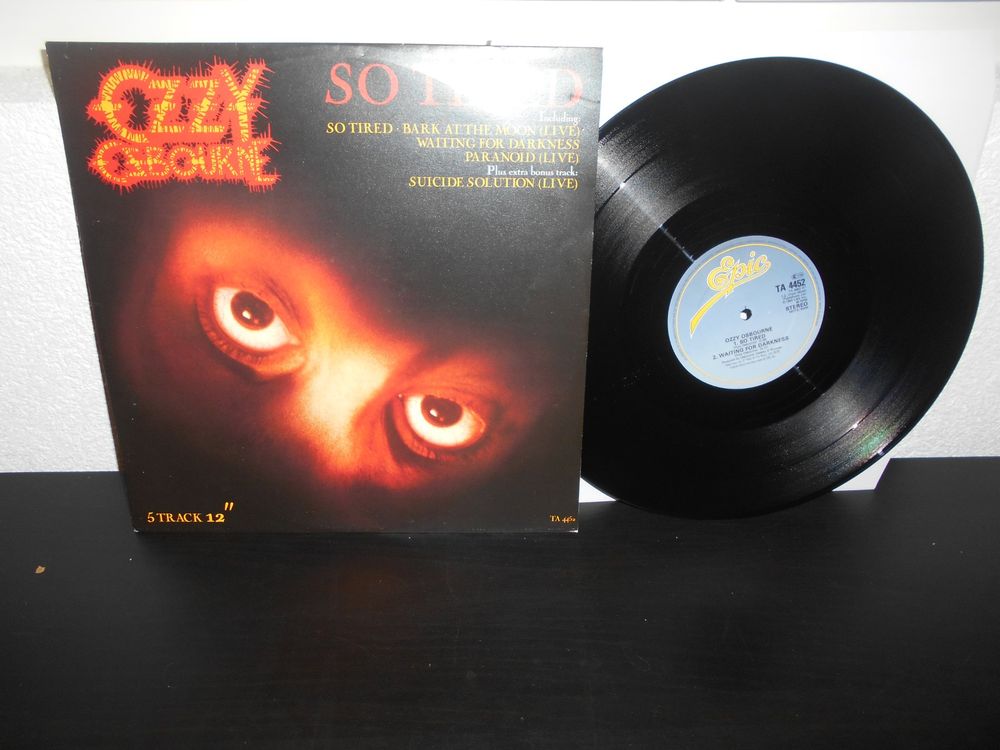 OZZY
OSBOURNE
SO TIRED
Including:
SO TIRED · BARK AT THE MOON (LIVE)
WAITING FOR DARKNESS
PARANOID (LIVE)
Plus extra bonus track:
SUICIDE SOLUTION (LIVE)
5 TRACK 12"
TA 4452
Epic
TA 4452
STEREO
OZZY OSBOURNE
1. SO TIRED
2. WAITING FOR DARKNESS